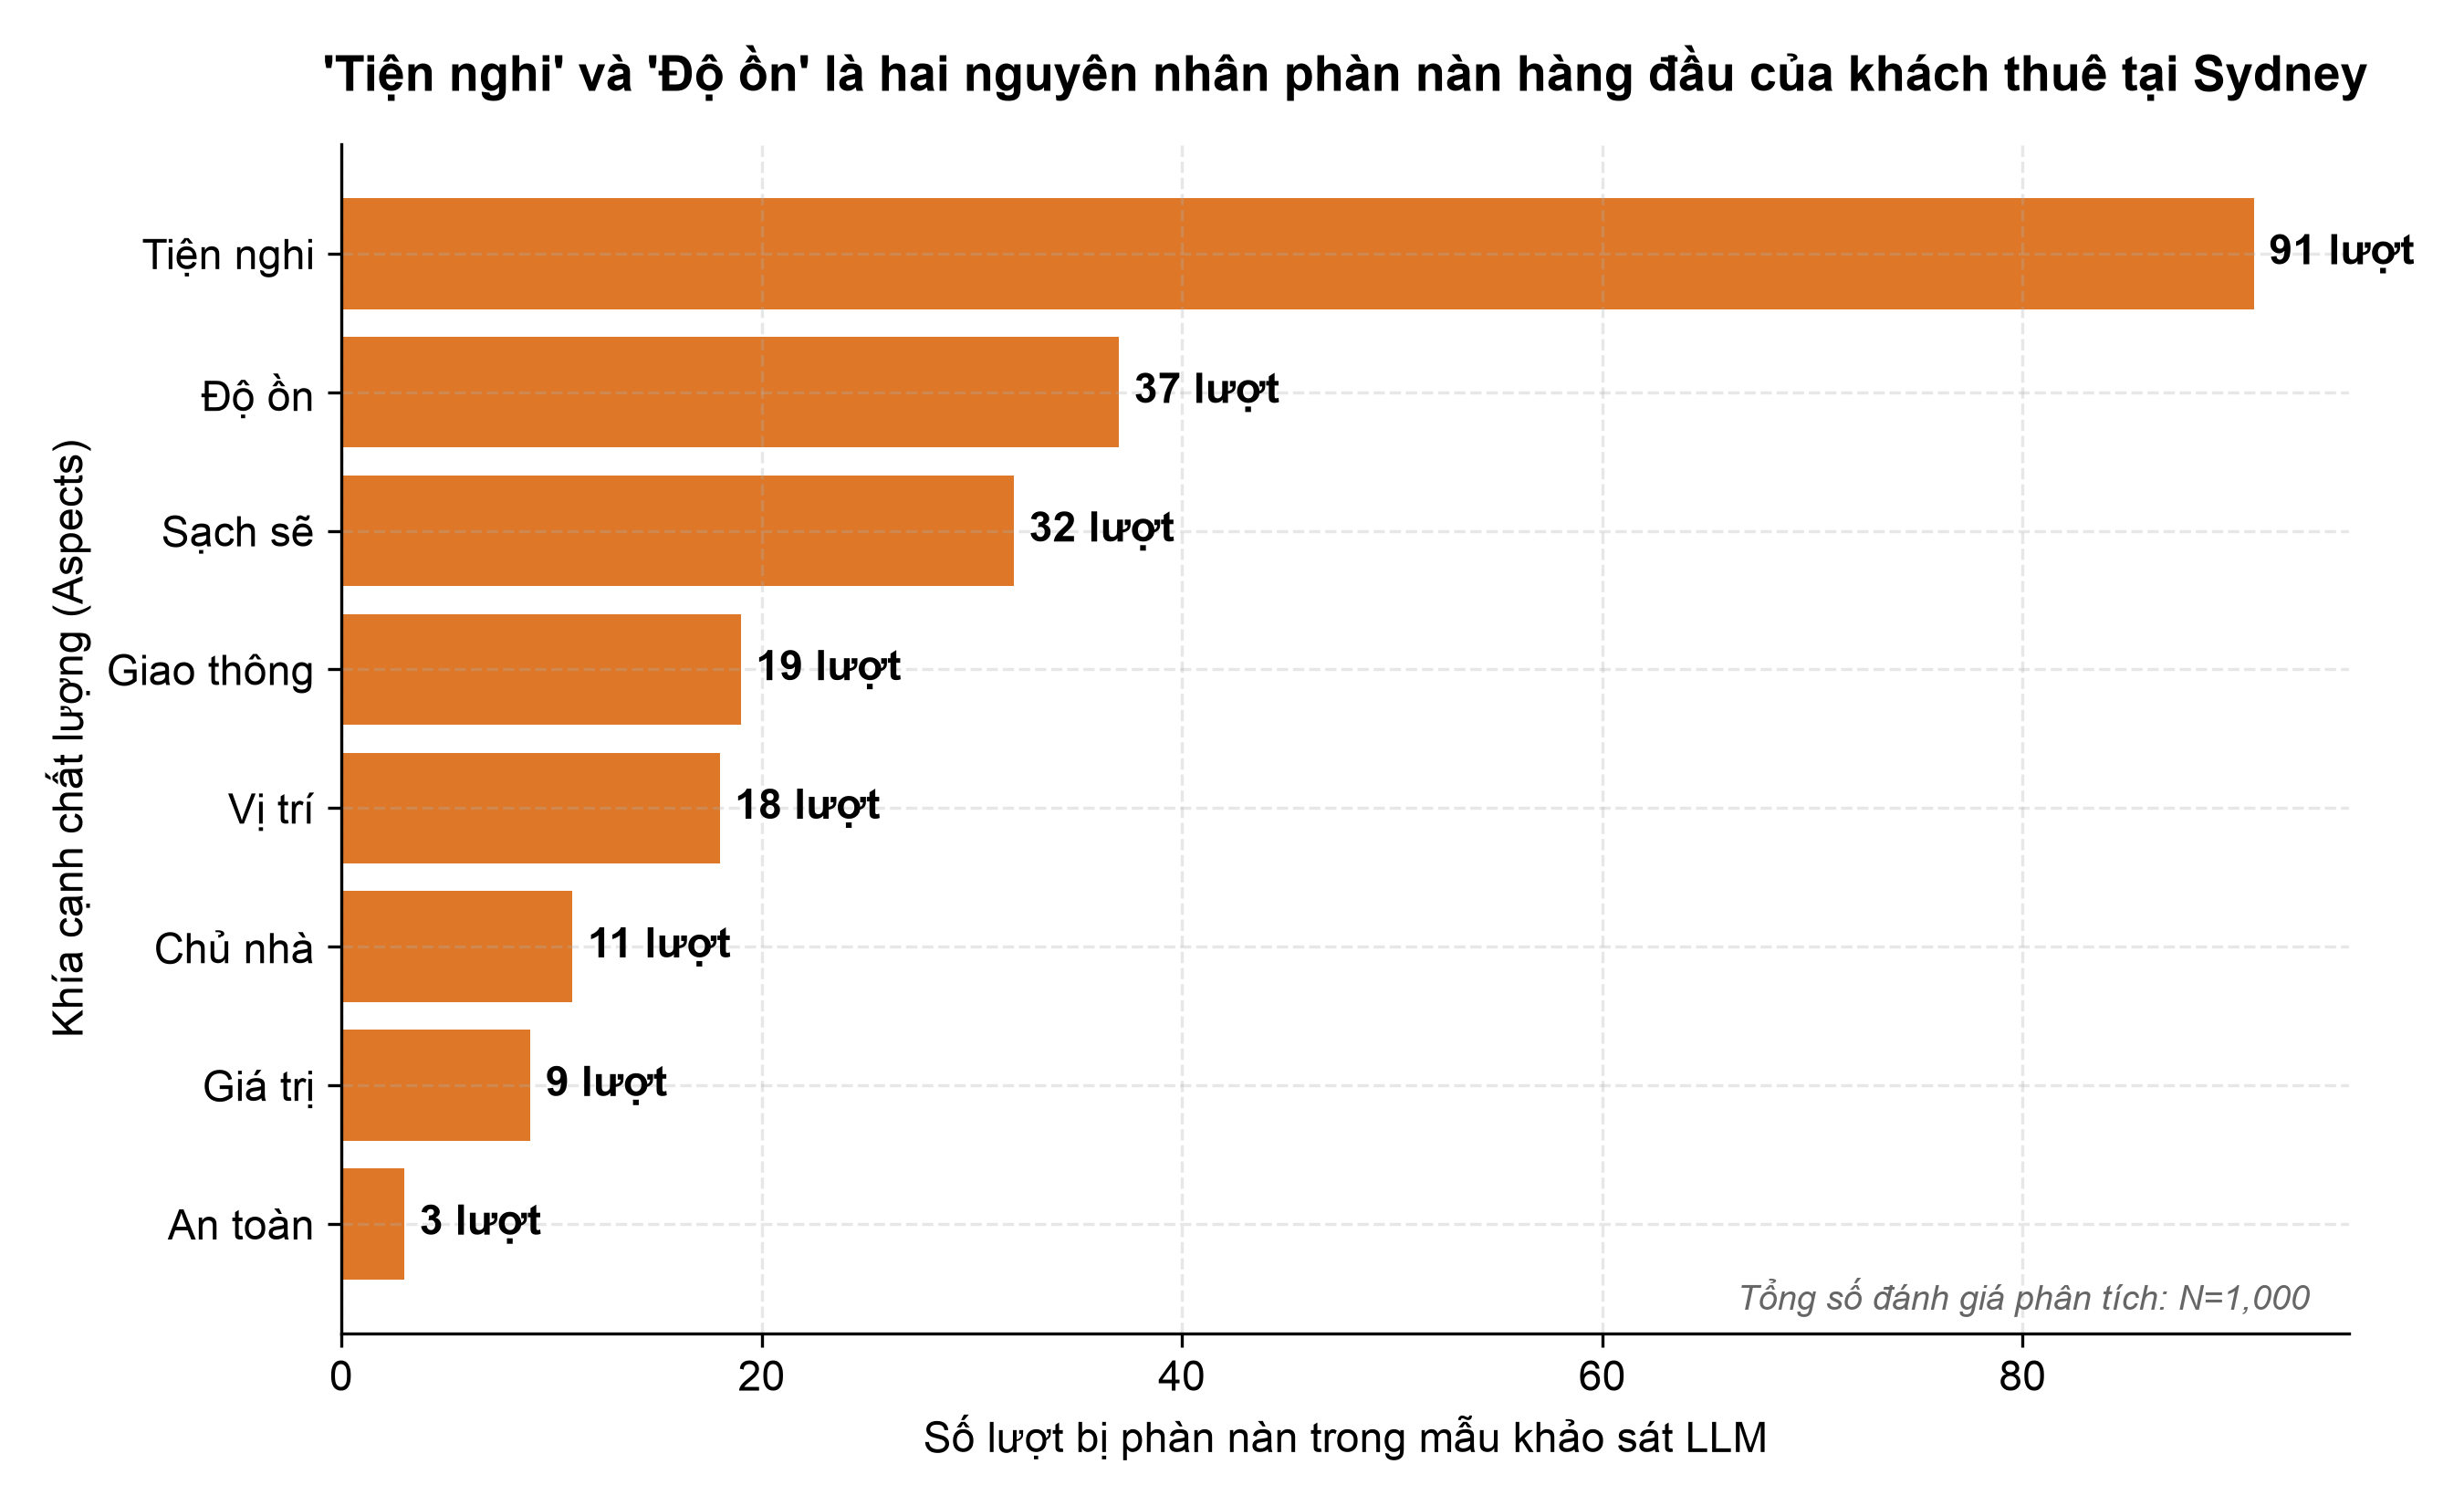 'Tiện nghi' và 'Độ ồn' là hai nguyên nhân phàn nàn hàng đầu của khách thuê tại Sydney
Khía cạnh chất lượng (Aspects)
Tiện nghi
91 lượt
Độ ồn
37 lượt
Sạch sẽ
32 lượt
Giao thông
19 lượt
Vị trí
18 lượt
Chủ nhà
11 lượt
Giá trị
9 lượt
An toàn
3 lượt
Tổng số đánh giá phân tích: N=1,000
0 20 40 60 80
Số lượt bị phàn nàn trong mẫu khảo sát LLM